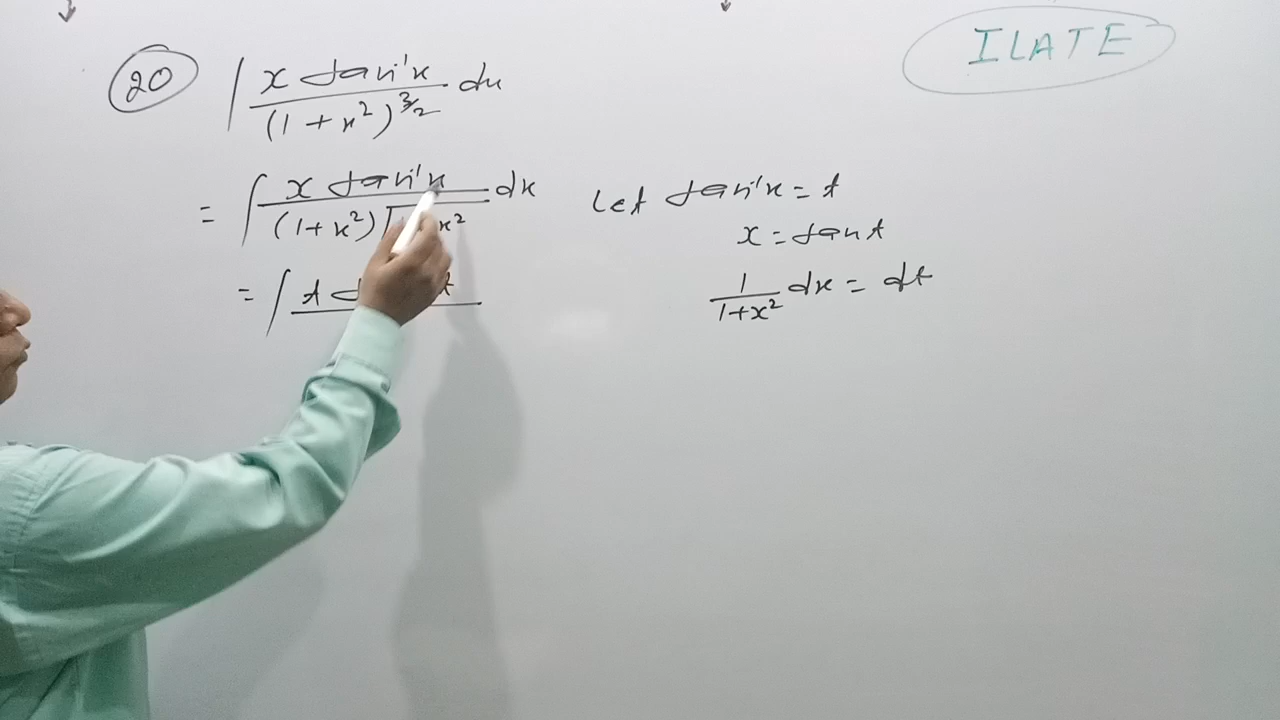 ILATE
20 ∫ x tan⁻¹x / (1 + x²)^3/2 dx
= ∫ x tan⁻¹x / (1+x²)√ x² dx
Let tan⁻¹x = t
x = tan t
= ∫ t t
1/1+x² dx = dt